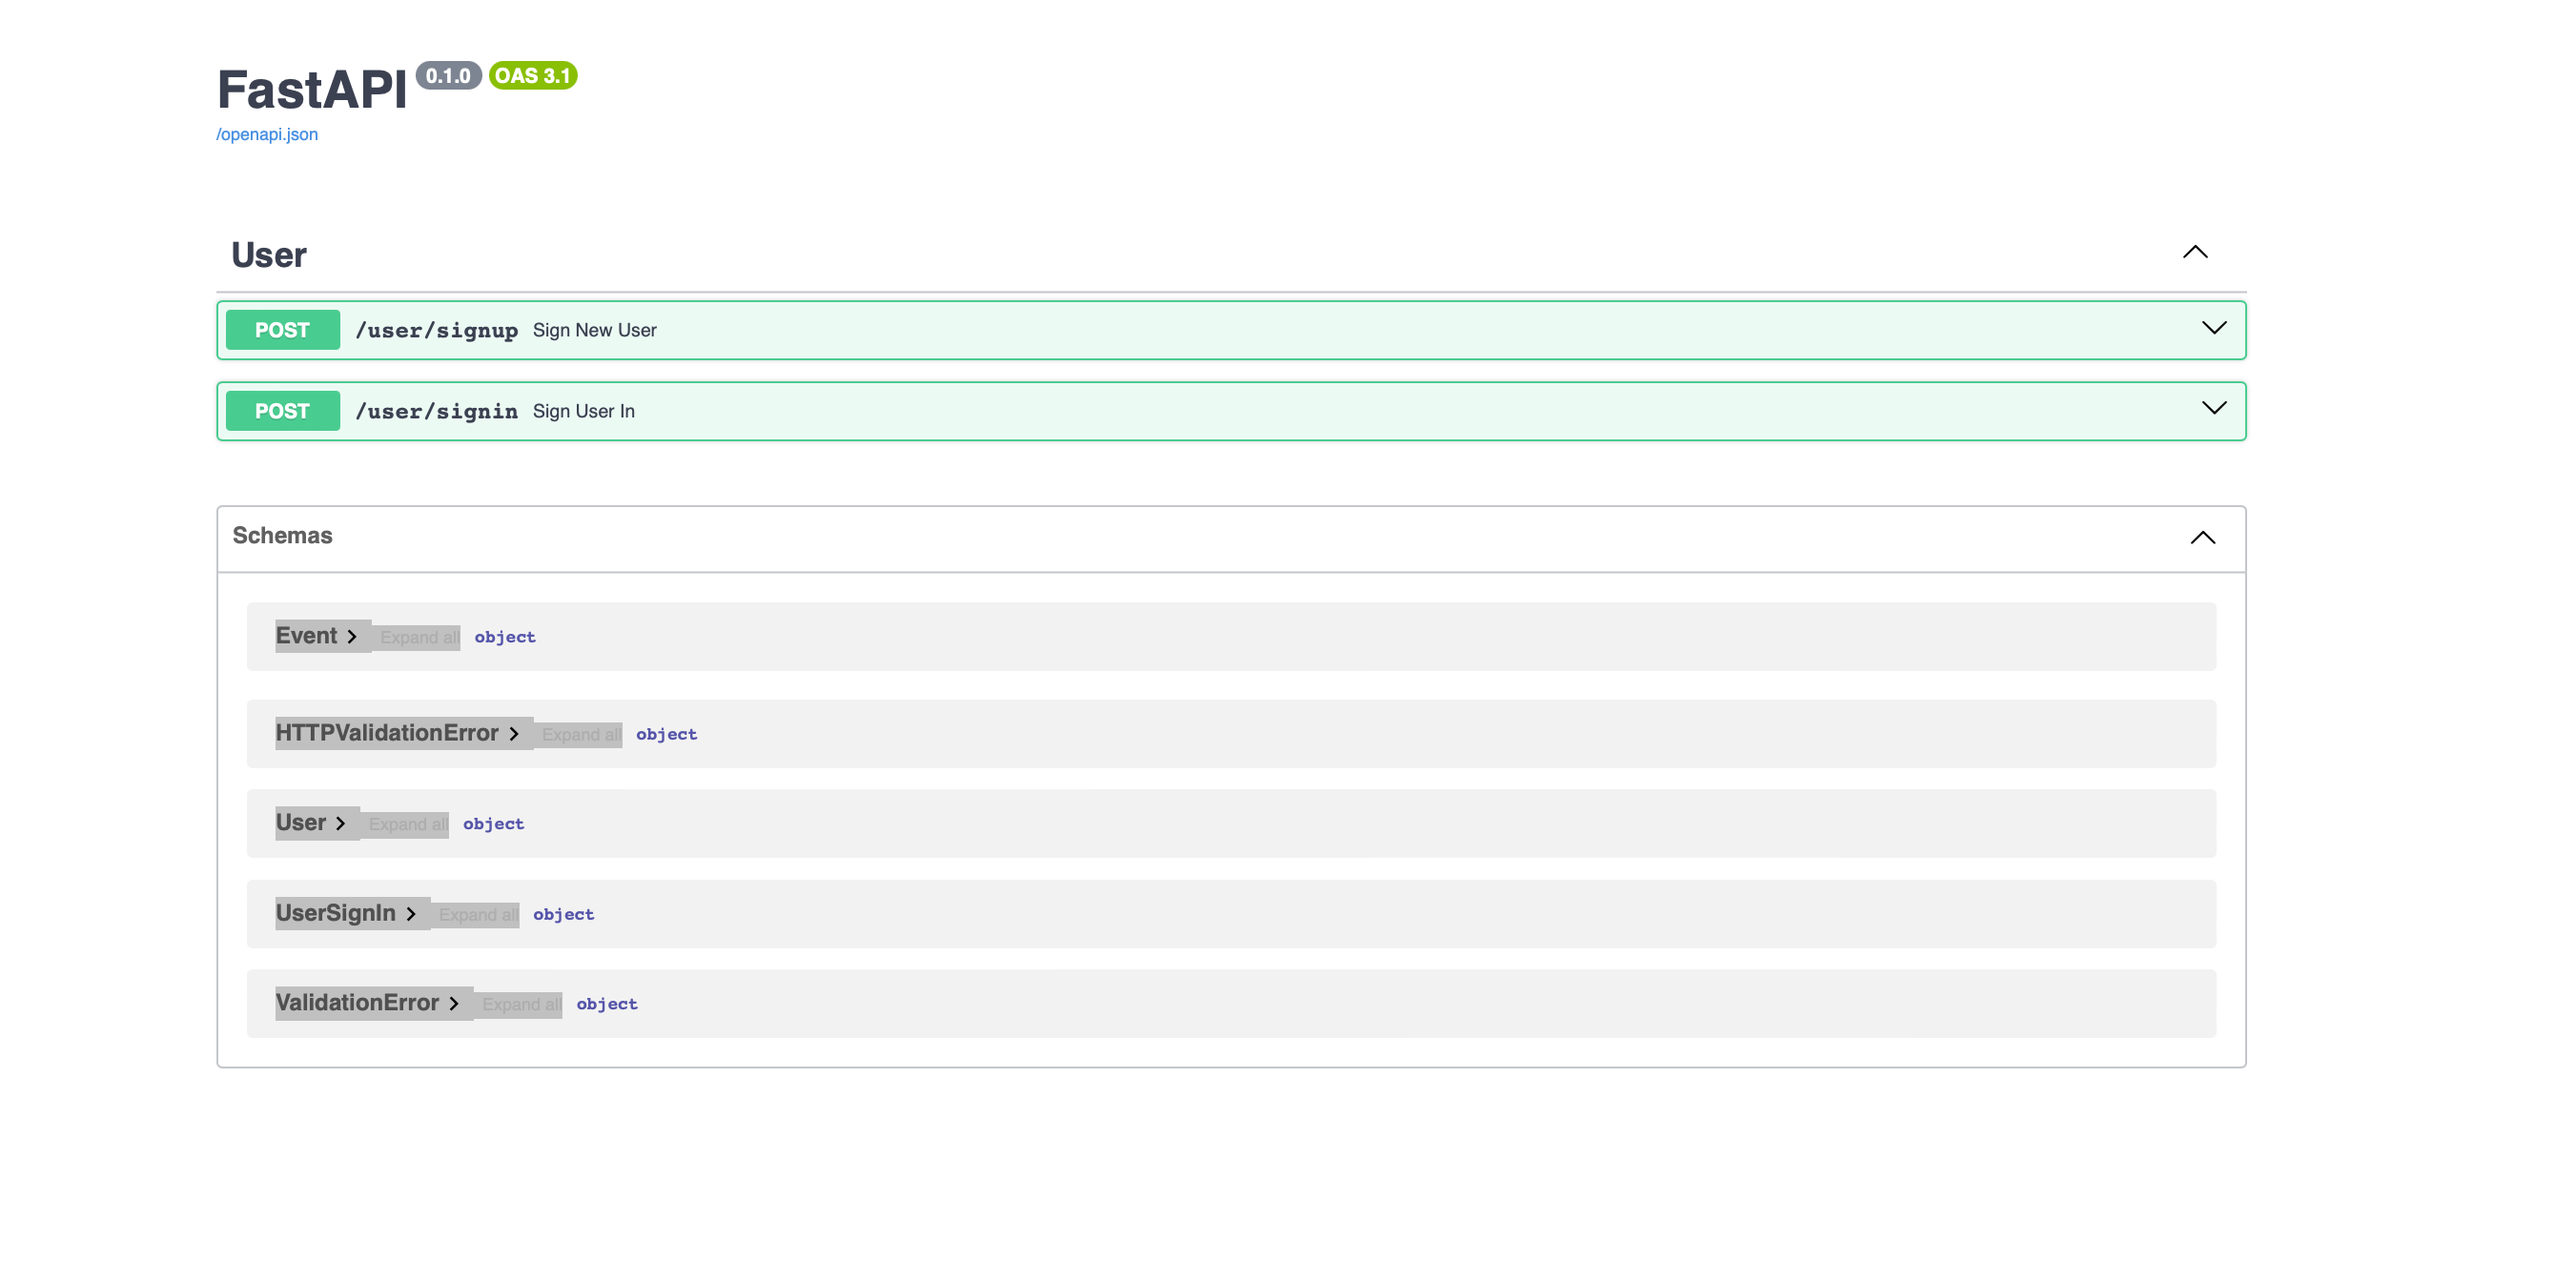 FastAPI 0.1.0 OAS 3.1
/openapi.json
User
POST /user/signup Sign New User
POST /user/signin Sign User In
Schemas
Event Expand all object
HTTPValidationError Expand all object
User Expand all object
UserSignIn Expand all object
ValidationError Expand all object